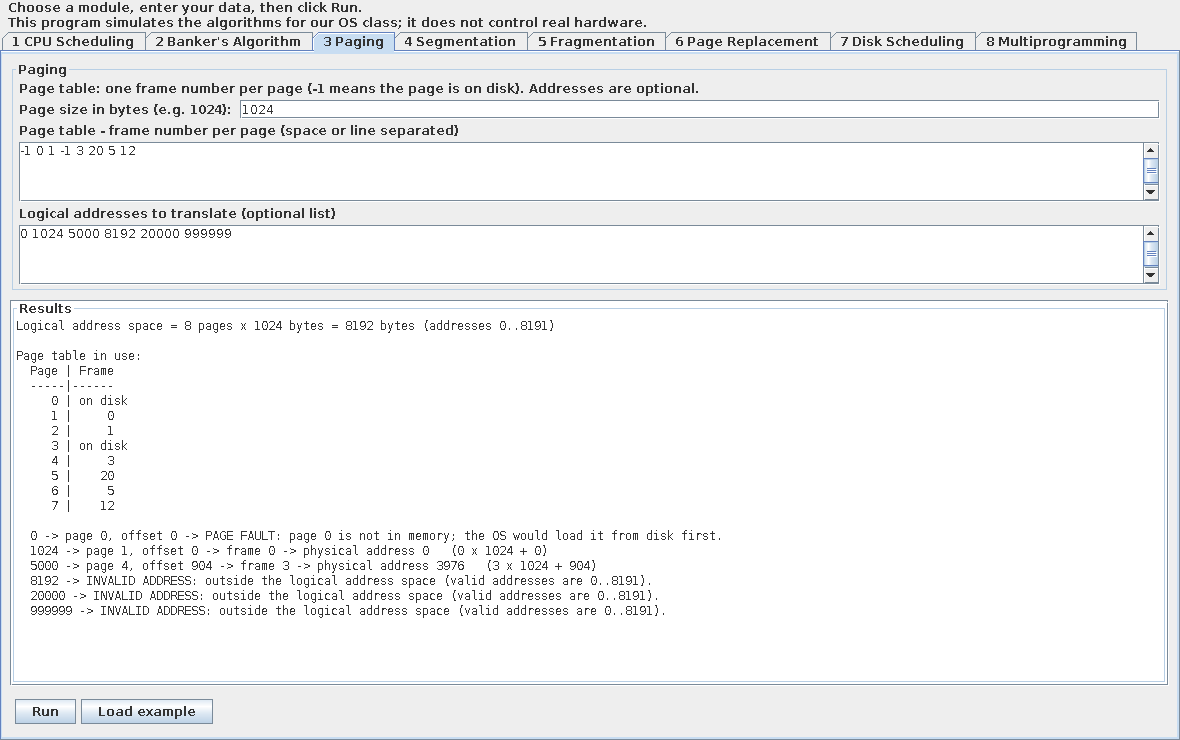 Choose a module, enter your data, then click Run.
This program simulates the algorithms for our OS class; it does not control real hardware.
1 CPU Scheduling 2 Banker's Algorithm 3 Paging 4 Segmentation 5 Fragmentation 6 Page Replacement 7 Disk Scheduling 8 Multiprogramming
Paging
Page table: one frame number per page (-1 means the page is on disk). Addresses are optional.
Page size in bytes (e.g. 1024): 1024
Page table - frame number per page (space or line separated)
-1 0 1 -1 3 20 5 12
Logical addresses to translate (optional list)
0 1024 5000 8192 20000 999999
Results
Logical address space = 8 pages x 1024 bytes = 8192 bytes (addresses 0..8191)
Page table in use:
Page | Frame
-----|------
0 | on disk
1 | 0
2 | 1
3 | on disk
4 | 3
5 | 20
6 | 5
7 | 12
0 -> page 0, offset 0 -> PAGE FAULT: page 0 is not in memory; the OS would load it from disk first.
1024 -> page 1, offset 0 -> frame 0 -> physical address 0 (0 x 1024 + 0)
5000 -> page 4, offset 904 -> frame 3 -> physical address 3976 (3 x 1024 + 904)
8192 -> INVALID ADDRESS: outside the logical address space (valid addresses are 0..8191).
20000 -> INVALID ADDRESS: outside the logical address space (valid addresses are 0..8191).
999999 -> INVALID ADDRESS: outside the logical address space (valid addresses are 0..8191).
Run Load example